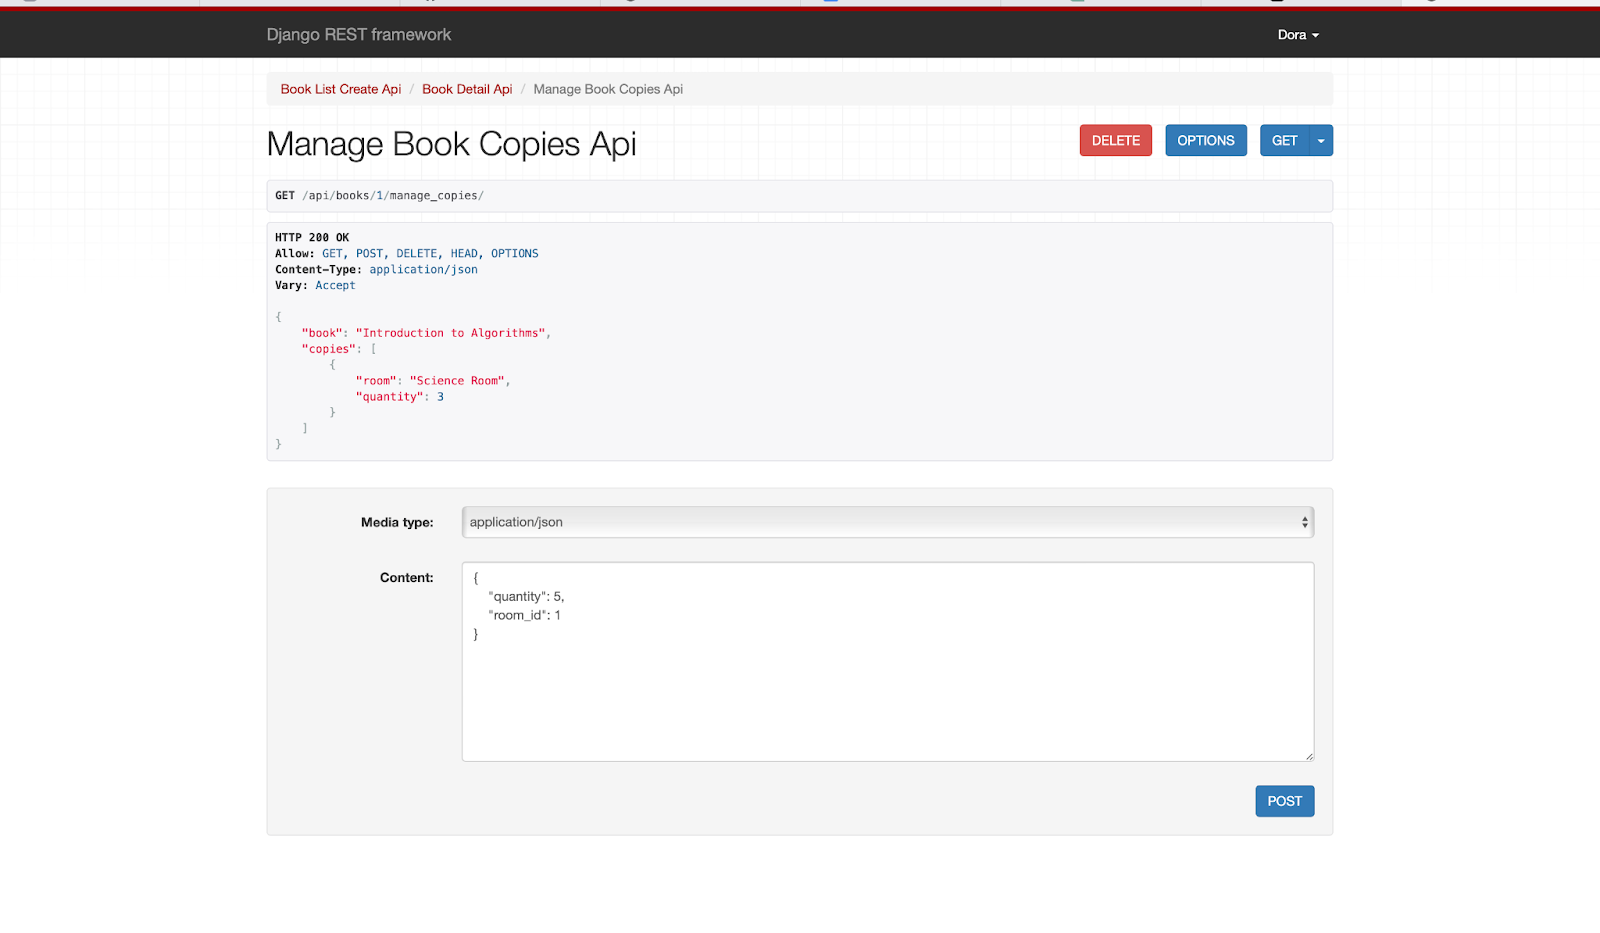 Django REST framework
Dora
Book List Create Api / Book Detail Api / Manage Book Copies Api
Manage Book Copies Api
DELETE
OPTIONS
GET
GET /api/books/1/manage_copies/
HTTP 200 OK
Allow: GET, POST, DELETE, HEAD, OPTIONS
Content-Type: application/json
Vary: Accept
{
    "book": "Introduction to Algorithms",
    "copies": [
        {
            "room": "Science Room",
            "quantity": 3
        }
    ]
}
Media type:
application/json
Content:
{
    "quantity": 5,
    "room_id": 1
}
POST